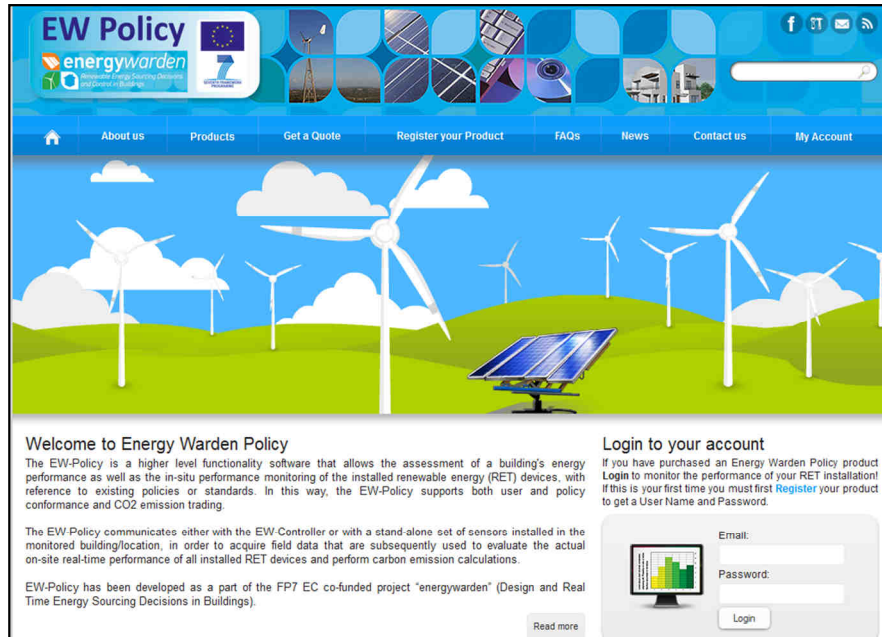 EW Policy
energywarden
Renewable Energy Sourcing Decisions
and Control in Buildings
7
SEVENTH FRAMEWORK
PROGRAMME
About us Products Get a Quote Register your Product FAQs News Contact us My Account
Welcome to Energy Warden Policy
The EW-Policy is a higher level functionality software that allows the assessment of a building's energy
performance as well as the in-situ performance monitoring of the installed renewable energy (RET) devices, with
reference to existing policies or standards. In this way, the EW-Policy supports both user and policy
conformance and CO2 emission trading.
The EW-Policy communicates either with the EW-Controller or with a stand-alone set of sensors installed in the
monitored building/location, in order to acquire field data that are subsequently used to evaluate the actual
on-site real-time performance of all installed RET devices and perform carbon emission calculations.
EW-Policy has been developed as a part of the FP7 EC co-funded project "energywarden" (Design and Real
Time Energy Sourcing Decisions in Buildings).
Read more
Login to your account
If you have purchased an Energy Warden Policy product
Login to monitor the performance of your RET installation!
If this is your first time you must first Register your product
to get a User Name and Password.
Email:
Password:
Login